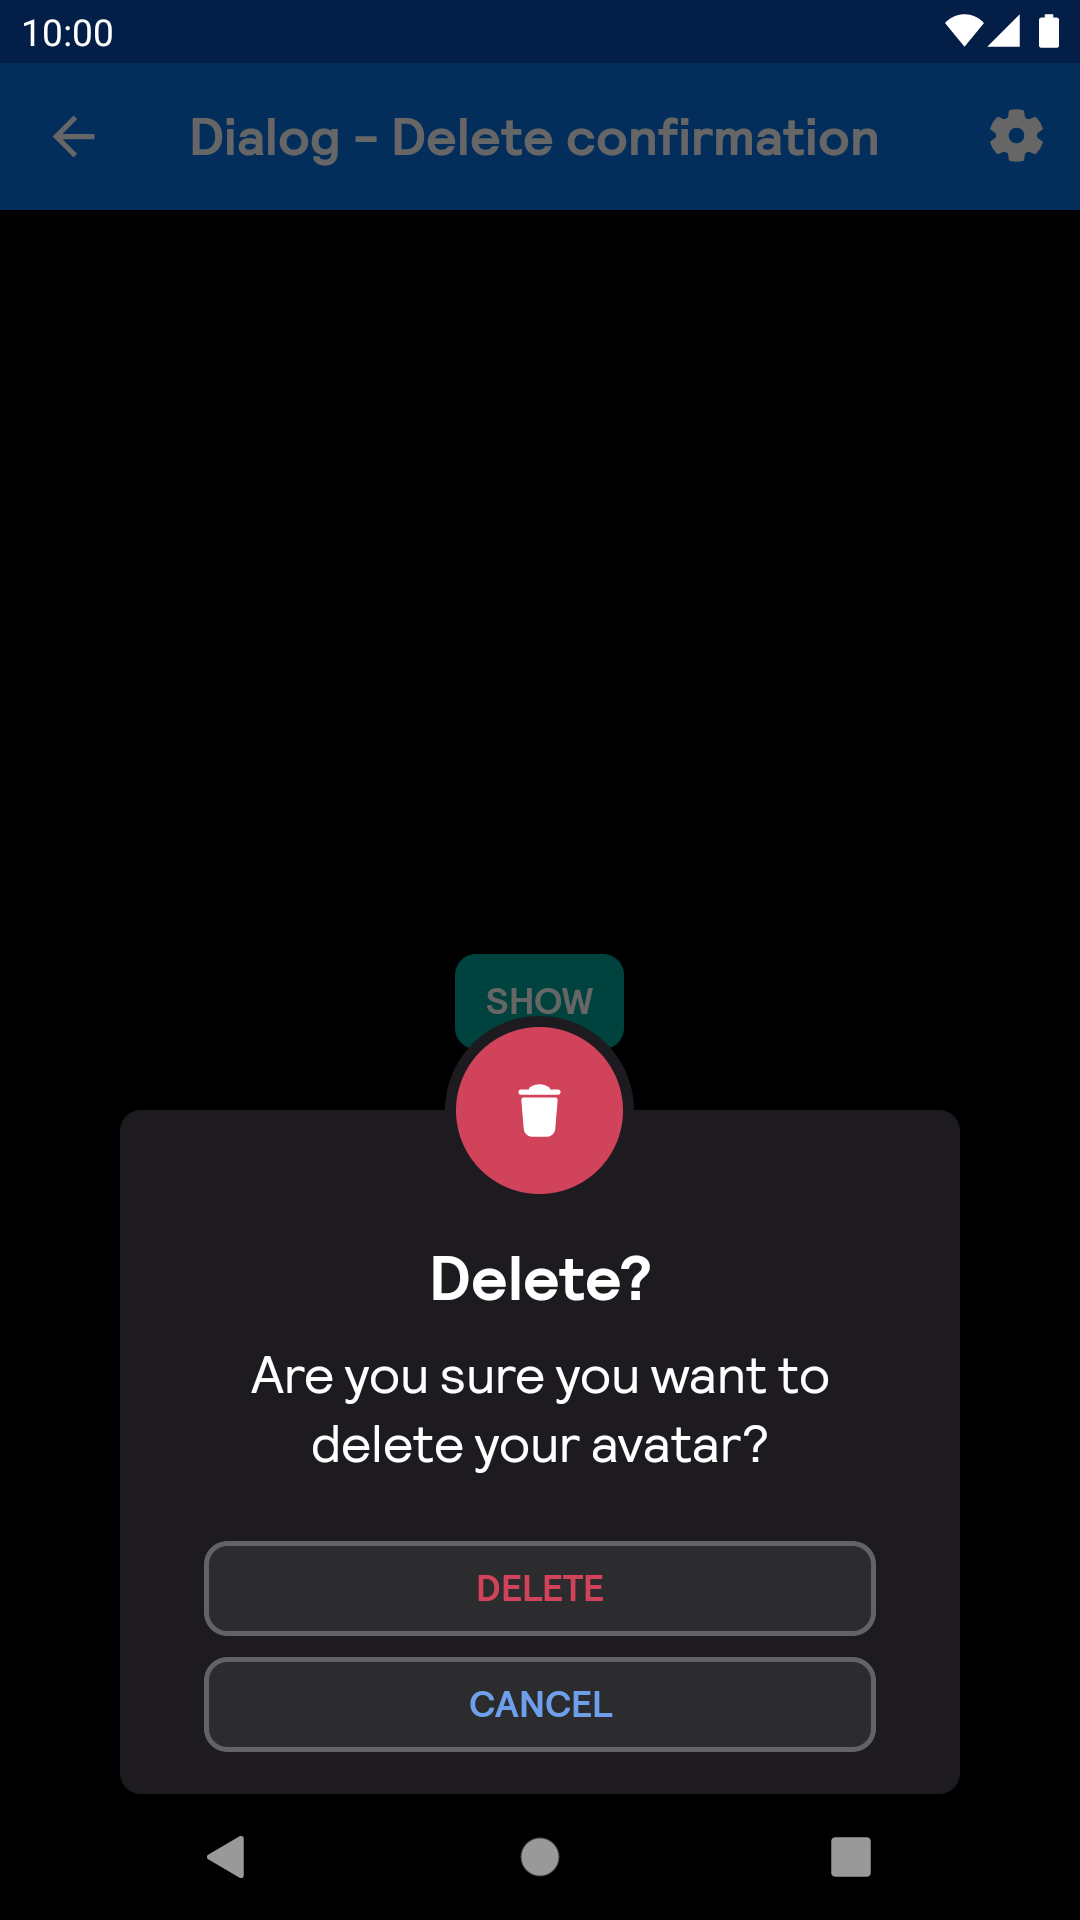 10:00
Dialog - Delete confirmation
SHOW
Delete?
Are you sure you want to
delete your avatar?
DELETE
CANCEL